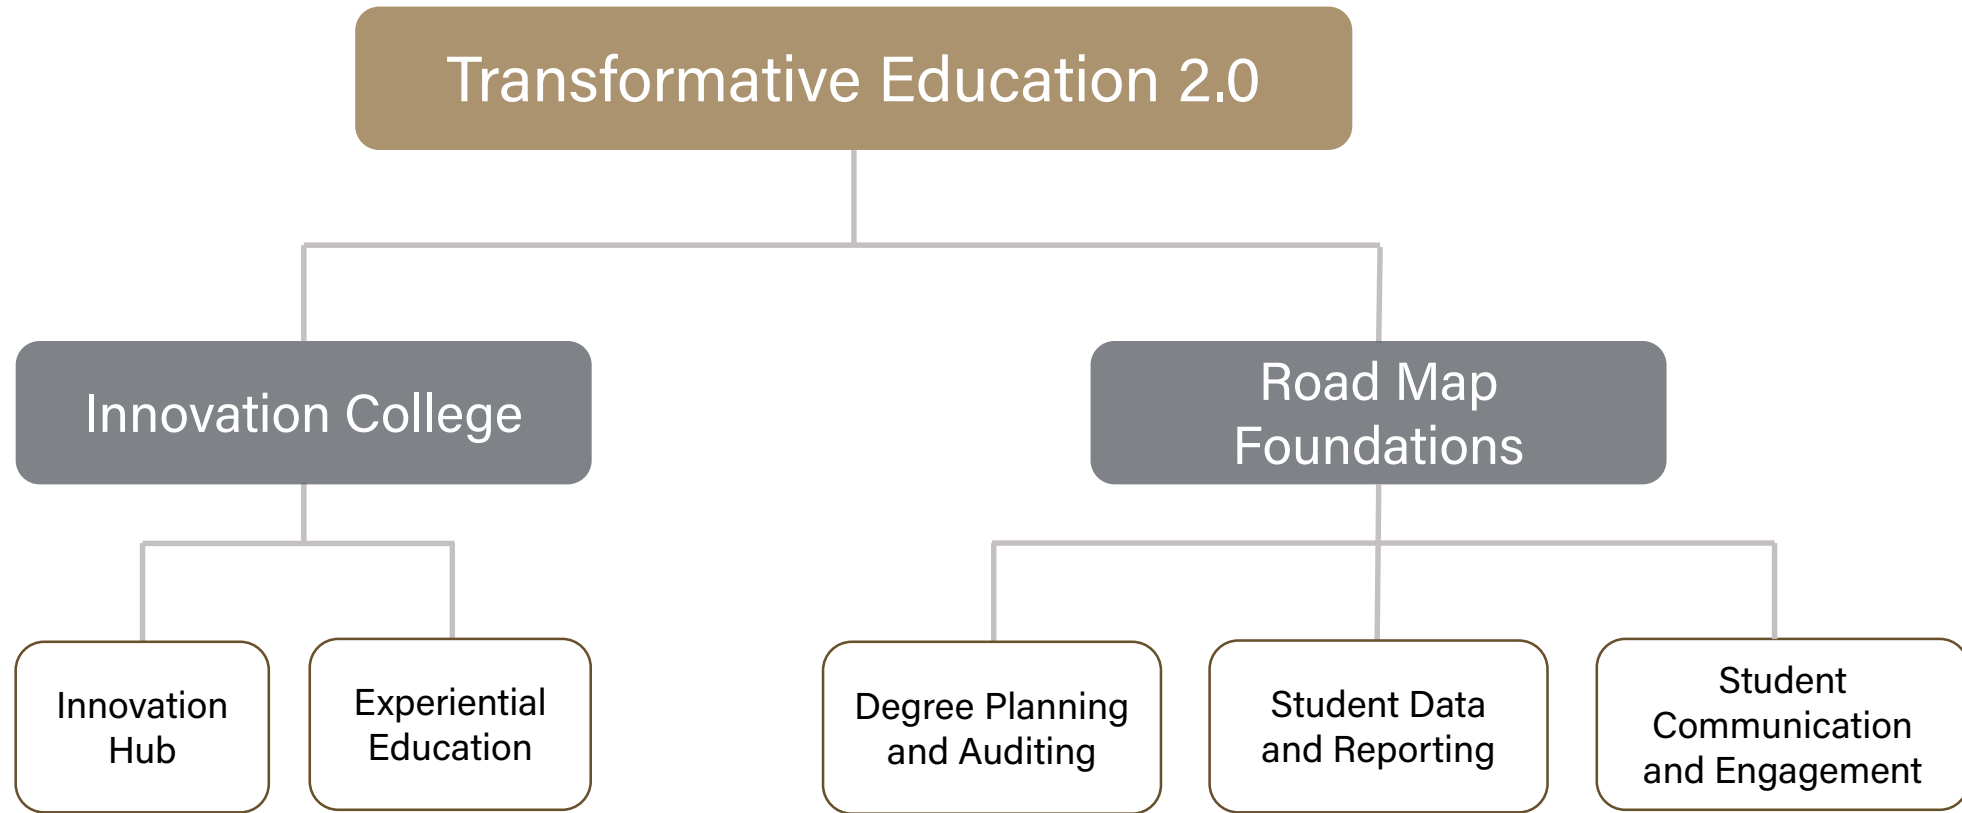 Transformative Education 2.0
Innovation College
Road Map
Foundations
Innovation
Hub
Experiential
Education
Degree Planning
and Auditing
Student Data
and Reporting
Student
Communication
and Engagement